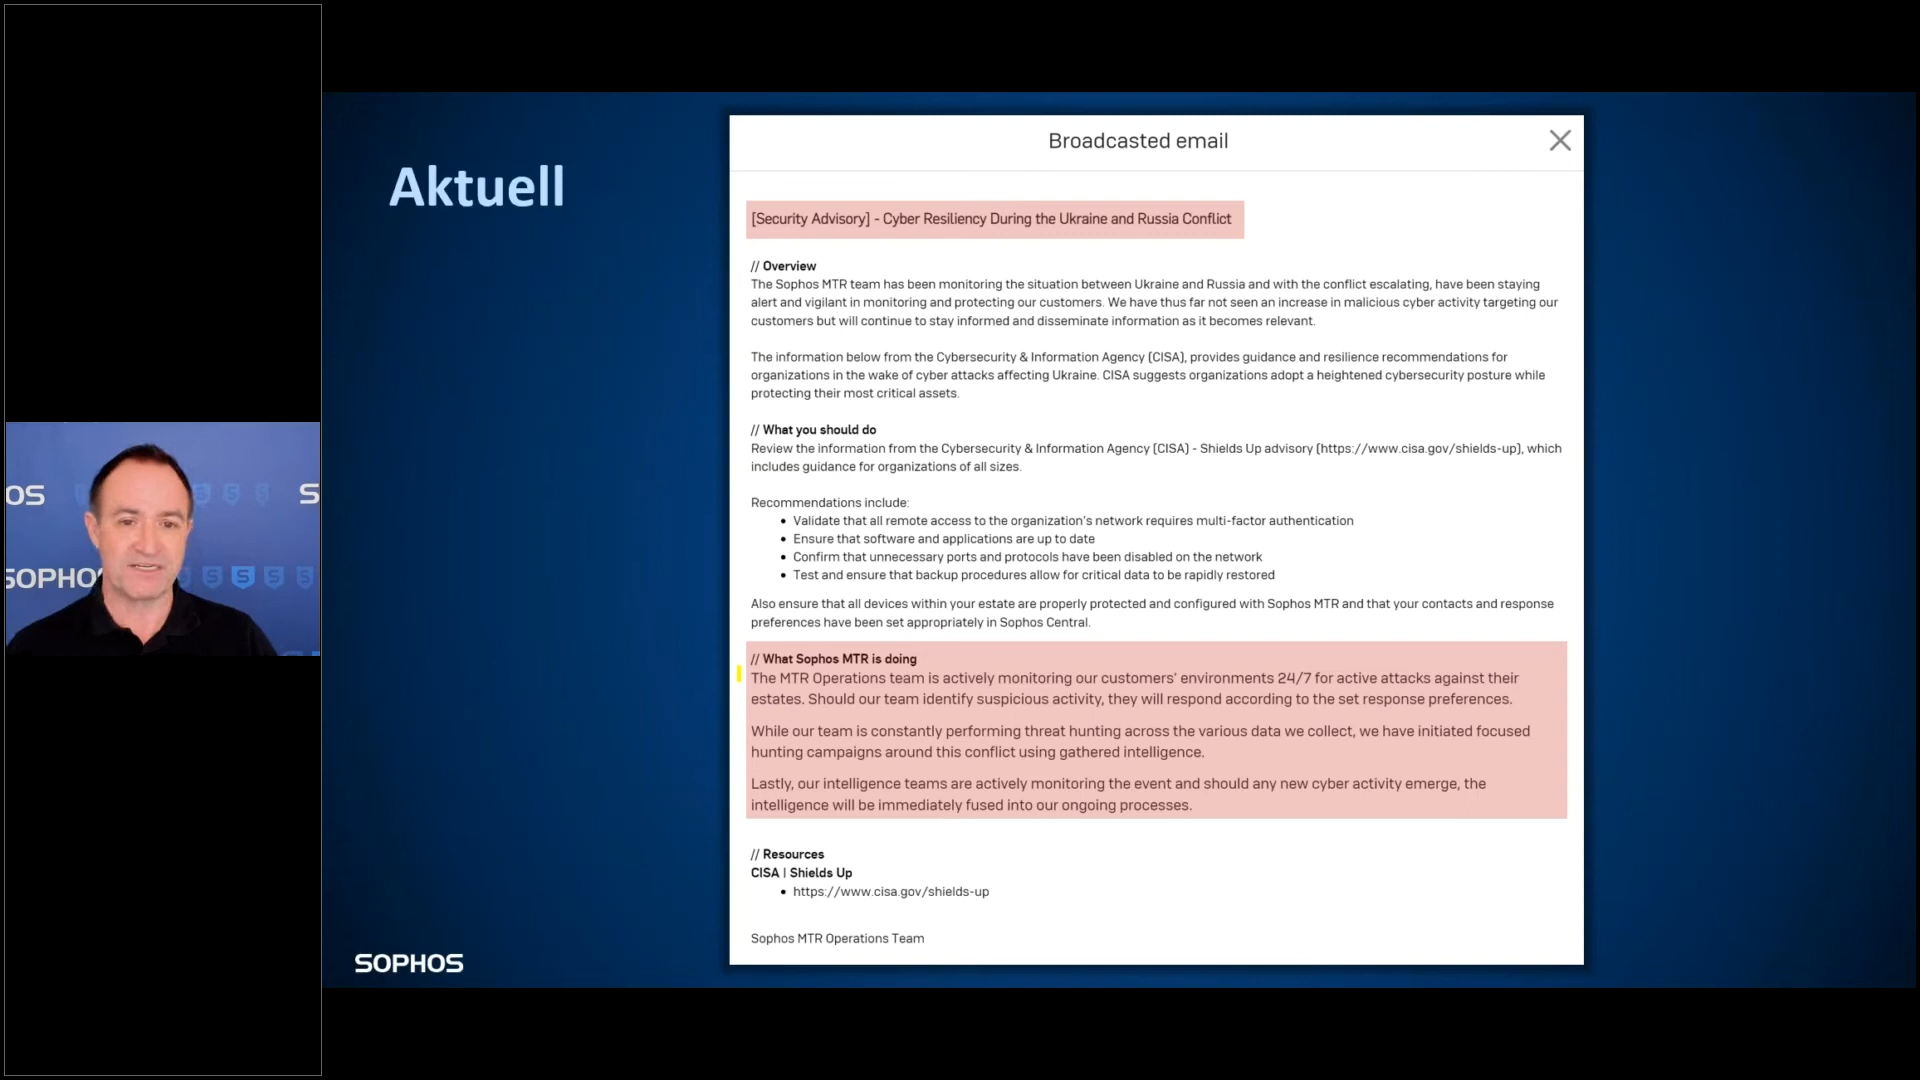 Aktuell
Broadcasted email
[Security Advisory] - Cyber Resiliency During the Ukraine and Russia Conflict
// Overview
The Sophos MTR team has been monitoring the situation between Ukraine and Russia and with the conflict escalating, have been staying
alert and vigilant in monitoring and protecting our customers. We have thus far not seen an increase in malicious cyber activity targeting our
customers but will continue to stay informed and disseminate information as it becomes relevant.
The information below from the Cybersecurity & Information Agency (CISA), provides guidance and resilience recommendations for
organizations in the wake of cyber attacks affecting Ukraine. CISA suggests organizations adopt a heightened cybersecurity posture while
protecting their most critical assets.
// What you should do
Review the information from the Cybersecurity & Information Agency (CISA) - Shields Up advisory (https://www.cisa.gov/shields-up), which
includes guidance for organizations of all sizes.
Recommendations include:
• Validate that all remote access to the organization's network requires multi-factor authentication
• Ensure that software and applications are up to date
• Confirm that unnecessary ports and protocols have been disabled on the network
• Test and ensure that backup procedures allow for critical data to be rapidly restored
Also ensure that all devices within your estate are properly protected and configured with Sophos MTR and that your contacts and response
preferences have been set appropriately in Sophos Central.
// What Sophos MTR is doing
The MTR Operations team is actively monitoring our customers' environments 24/7 for active attacks against their
estates. Should our team identify suspicious activity, they will respond according to the set response preferences.
While our team is constantly performing threat hunting across the various data we collect, we have initiated focused
hunting campaigns around this conflict using gathered intelligence.
Lastly, our intelligence teams are actively monitoring the event and should any new cyber activity emerge, the
intelligence will be immediately fused into our ongoing processes.
// Resources
CISA | Shields Up
• https://www.cisa.gov/shields-up
Sophos MTR Operations Team
SOPHOS
OS
S
SOPHOS